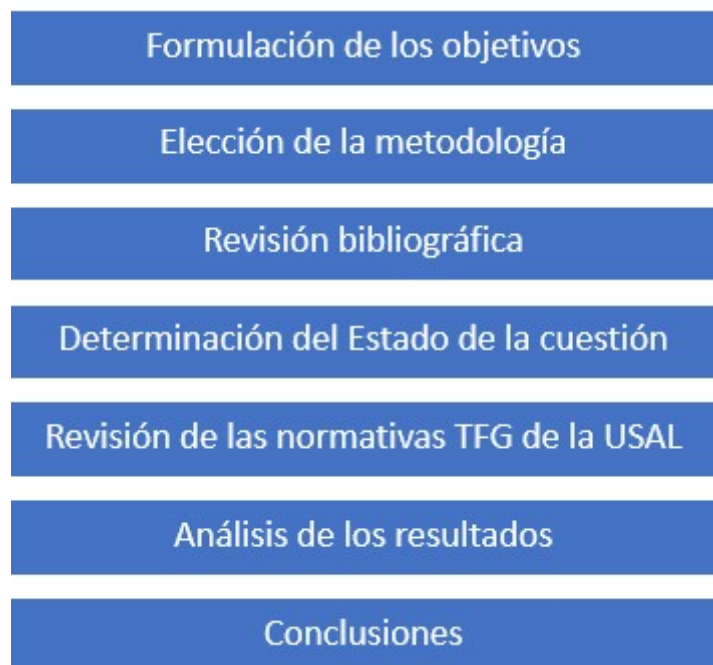 Formulación de los objetivos
Elección de la metodología
Revisión bibliográfica
Determinación del Estado de la cuestión
Revisión de las normativas TFG de la USAL
Análisis de los resultados
Conclusiones